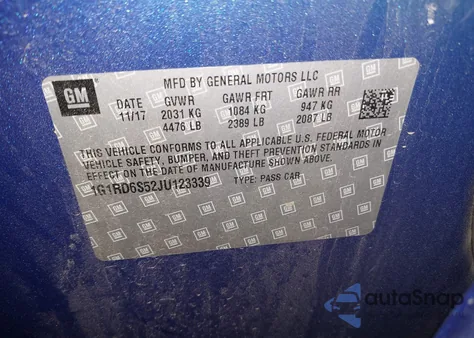 GM
MFD BY GENERAL MOTORS LLC
DATE GVWR GAWR FRT GAWR RR
11/17 2031 KG 1084 KG 947 KG
4476 LB 2389 LB 2087 LB
THIS VEHICLE CONFORMS TO ALL APPLICABLE U.S. FEDERAL MOTOR
VEHICLE SAFETY, BUMPER, AND THEFT PREVENTION STANDARDS IN
EFFECT ON THE DATE OF MANUFACTURE SHOWN ABOVE.
1G1RD6S52JU123339 TYPE: PASS CAR
autoSnap